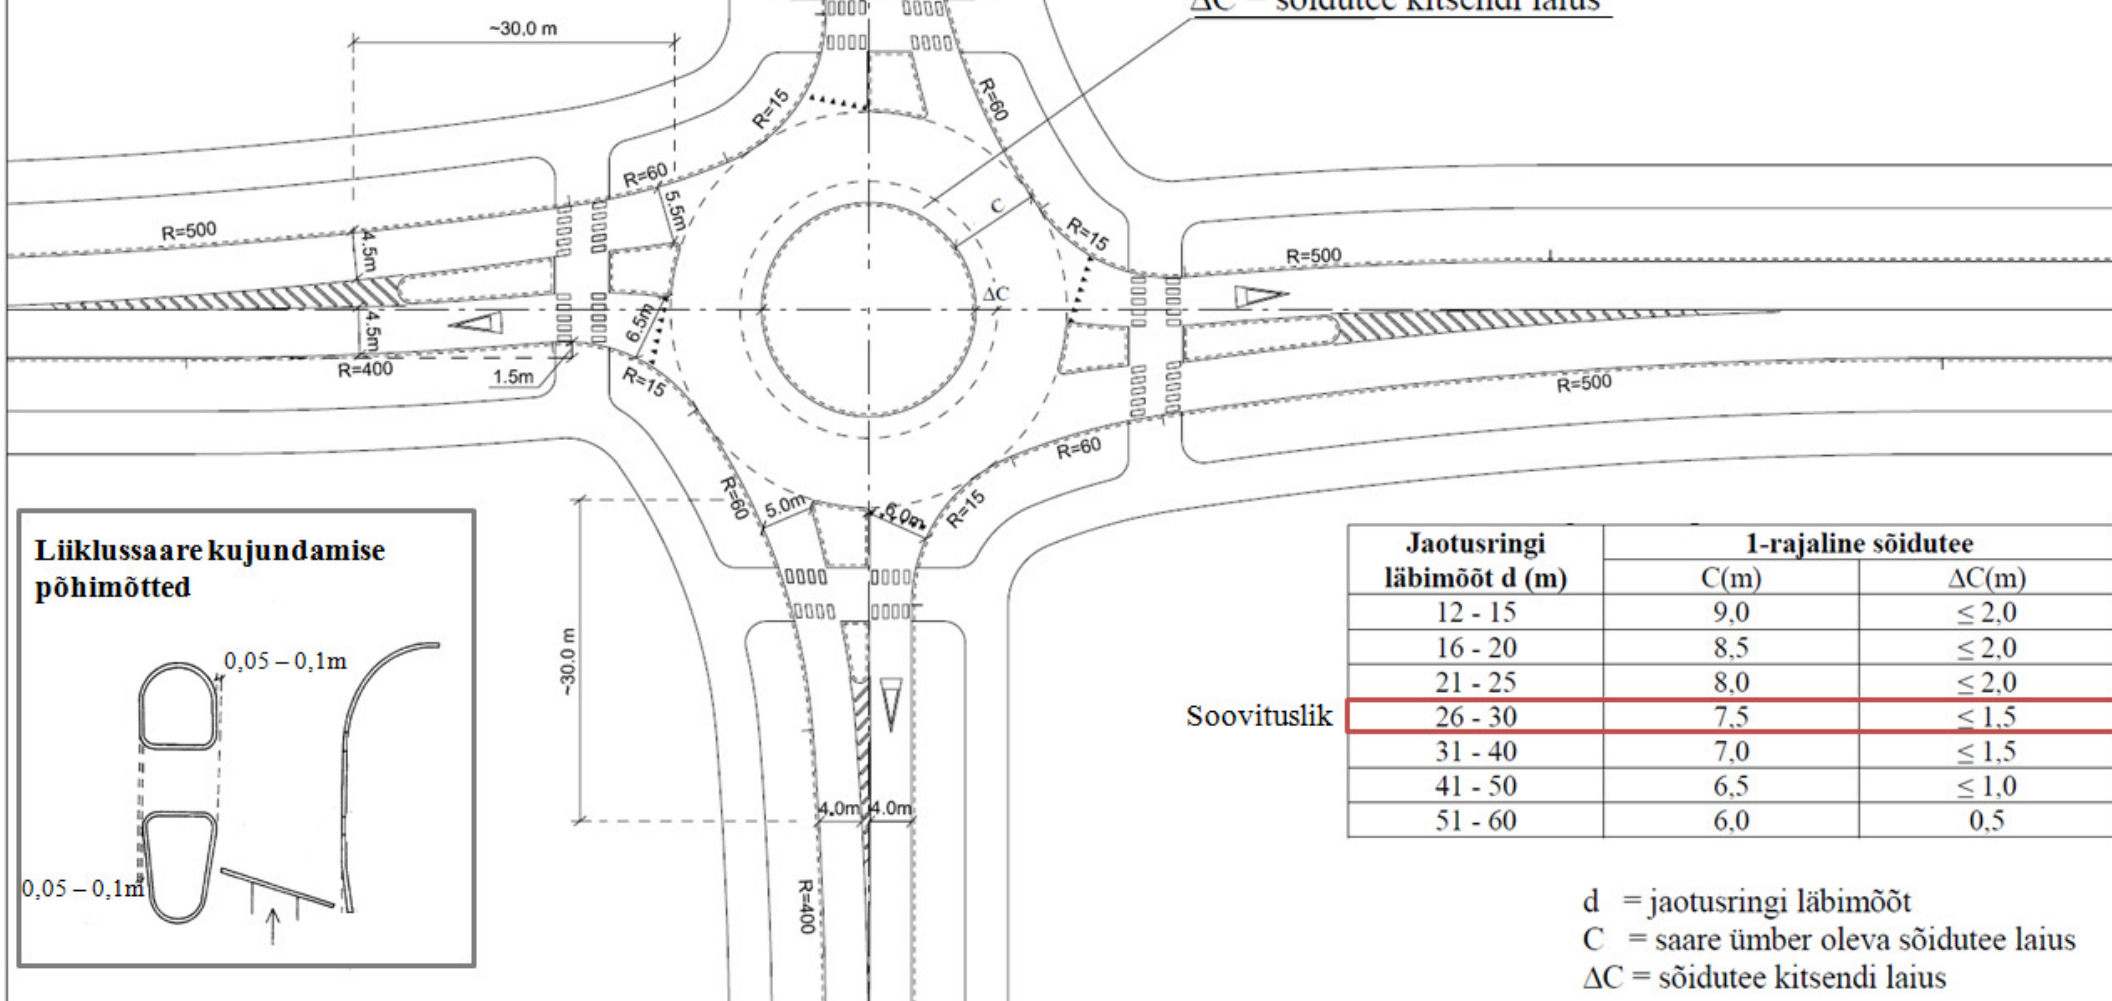 ΔC = sõidutee kitsendi laius
~30,0 m
R=15
R=60
R=60
5.5m
C
R=500
4.5m
R=15
R=500
ΔC
6.5m
4.5m
R=400
1.5m
R=15
R=500
R=60
R=60
5.0m
6.0m
R=15
~30.0 m
4.0m
4.0m
R=400
Liiklussaare kujundamise
põhimõtted
0,05 – 0,1m
0,05 – 0,1m
Jaotusringi
läbimõõt d (m)
1-rajaline sõidutee
C(m) ΔC(m)
12 - 15 9,0 ≤ 2,0
16 - 20 8,5 ≤ 2,0
21 - 25 8,0 ≤ 2,0
Soovituslik 26 - 30 7,5 ≤ 1,5
31 - 40 7,0 ≤ 1,5
41 - 50 6,5 ≤ 1,0
51 - 60 6,0 0,5
d = jaotusringi läbimõõt
C = saare ümber oleva sõidutee laius
ΔC = sõidutee kitsendi laius